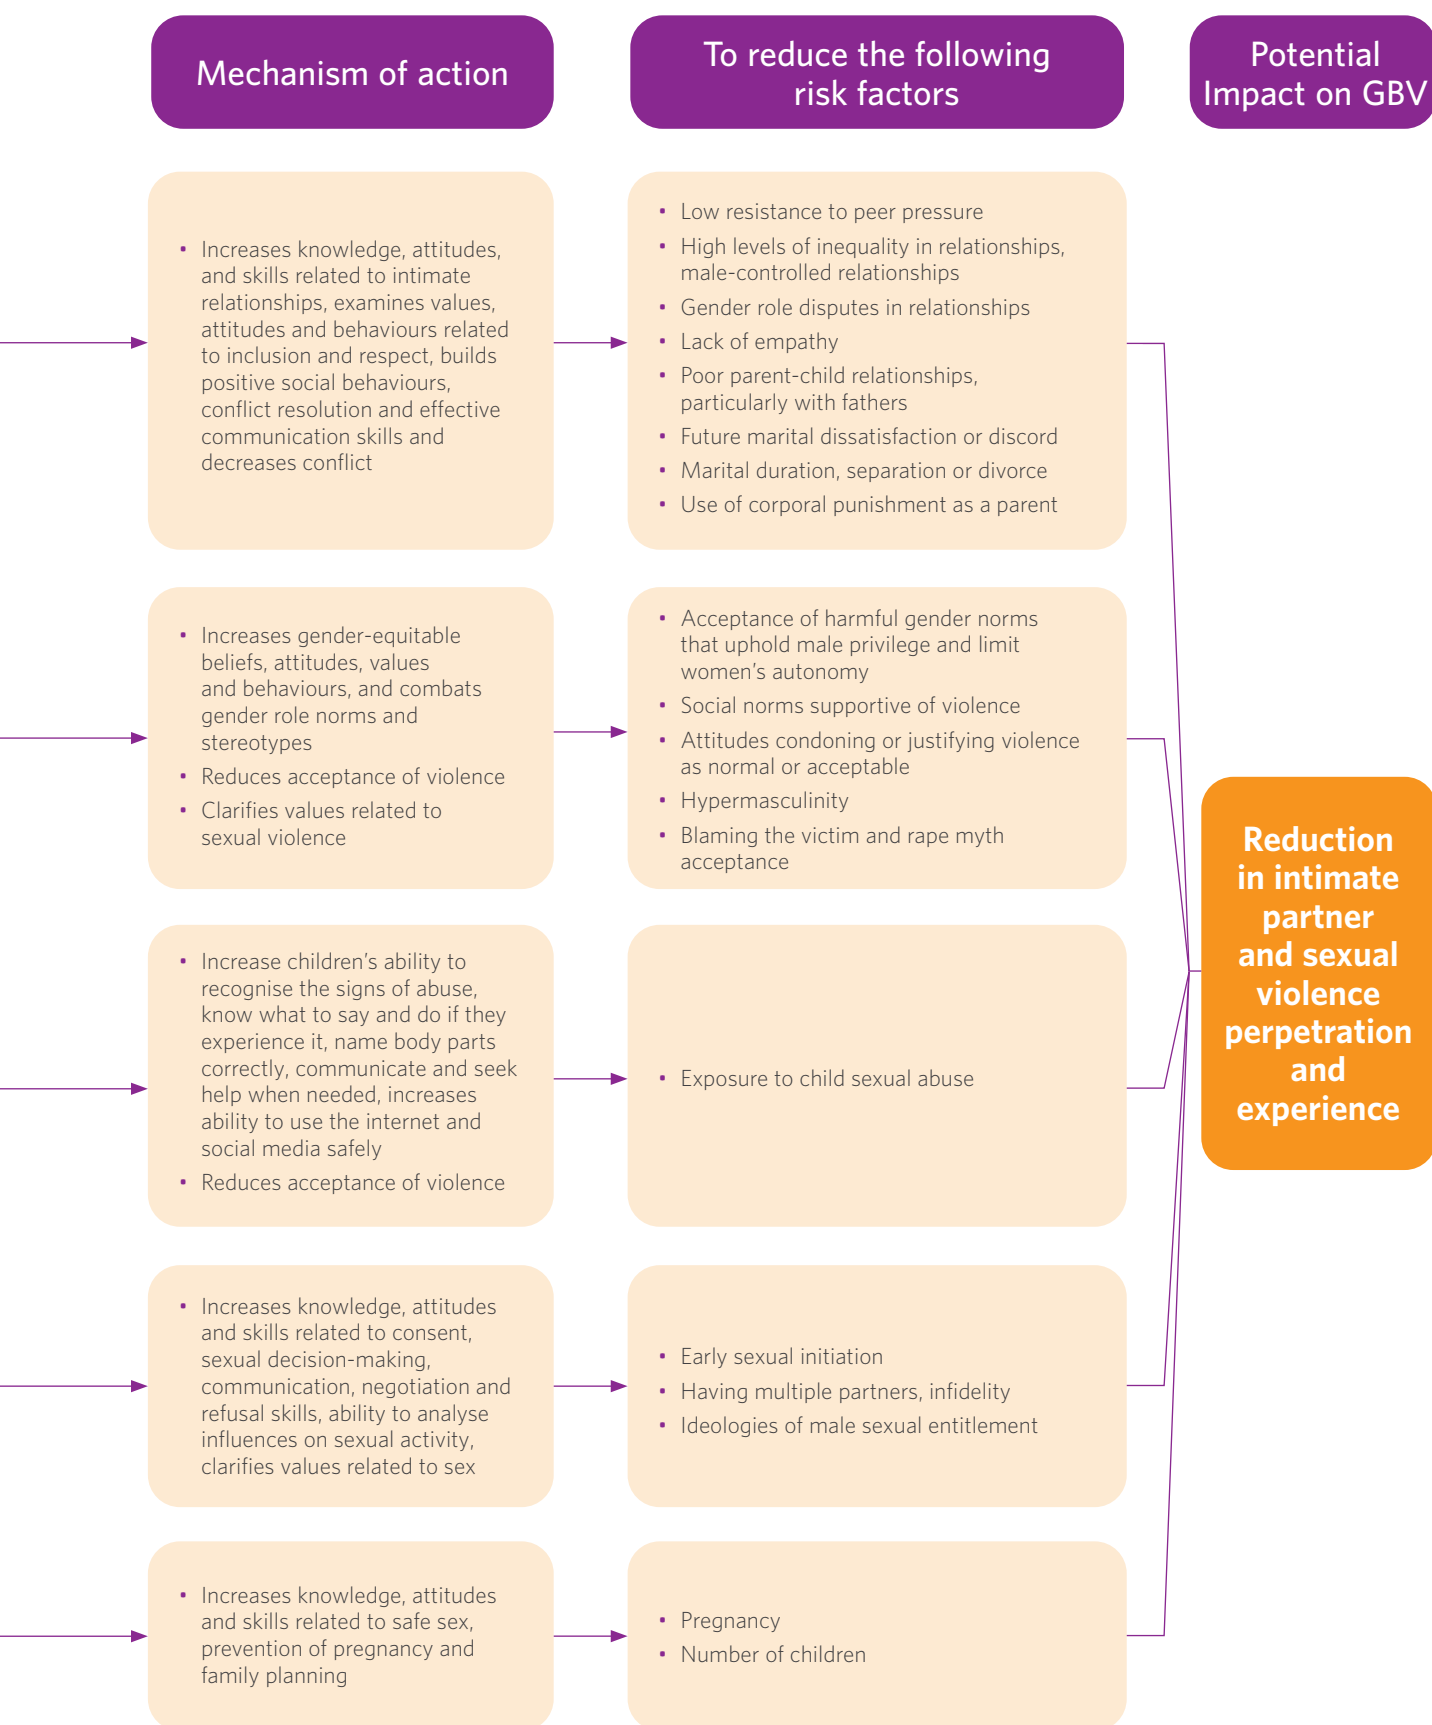 Mechanism of action
To reduce the following
risk factors
Potential
Impact on GBV
• Increases knowledge, attitudes,
and skills related to intimate
relationships, examines values,
attitudes and behaviours related
to inclusion and respect, builds
positive social behaviours,
conflict resolution and effective
communication skills and
decreases conflict
• Low resistance to peer pressure
• High levels of inequality in relationships,
male-controlled relationships
• Gender role disputes in relationships
• Lack of empathy
• Poor parent-child relationships,
particularly with fathers
• Future marital dissatisfaction or discord
• Marital duration, separation or divorce
• Use of corporal punishment as a parent
• Increases gender-equitable
beliefs, attitudes, values
and behaviours, and combats
gender role norms and
stereotypes
• Reduces acceptance of violence
• Clarifies values related to
sexual violence
• Acceptance of harmful gender norms
that uphold male privilege and limit
women's autonomy
• Social norms supportive of violence
• Attitudes condoning or justifying violence
as normal or acceptable
• Hypermasculinity
• Blaming the victim and rape myth
acceptance
• Increase children's ability to
recognise the signs of abuse,
know what to say and do if they
experience it, name body parts
correctly, communicate and seek
help when needed, increases
ability to use the internet and
social media safely
• Reduces acceptance of violence
• Exposure to child sexual abuse
• Increases knowledge, attitudes
and skills related to consent,
sexual decision-making,
communication, negotiation and
refusal skills, ability to analyse
influences on sexual activity,
clarifies values related to sex
• Early sexual initiation
• Having multiple partners, infidelity
• Ideologies of male sexual entitlement
• Increases knowledge, attitudes
and skills related to safe sex,
prevention of pregnancy and
family planning
• Pregnancy
• Number of children
Reduction
in intimate
partner
and sexual
violence
perpetration
and
experience